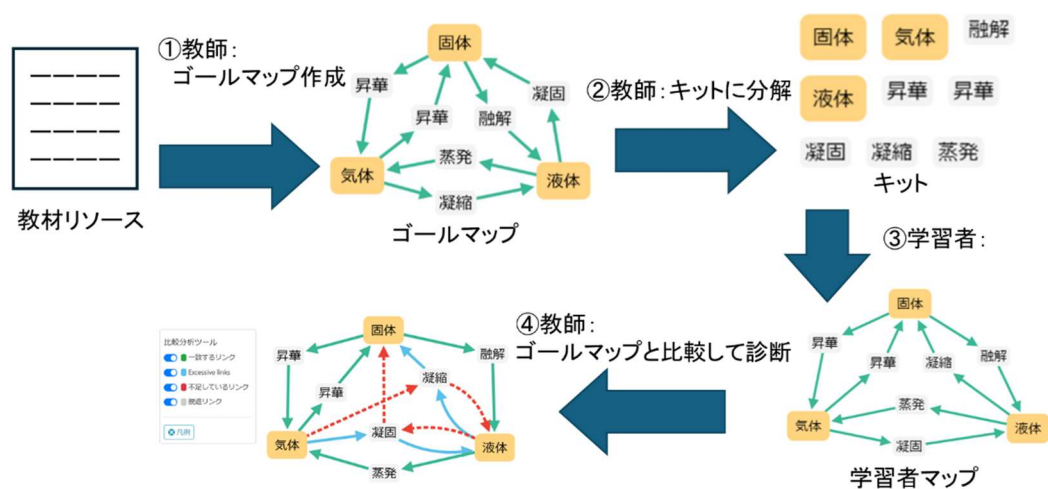 ①教師：
ゴールマップ作成
教材リソース
固体
昇華
昇華
融解
凝固
蒸発
気体
液体
凝縮
ゴールマップ
②教師：キットに分解
固体
気体
融解
液体
昇華
昇華
凝固
凝縮
蒸発
キット
③学習者：
固体
昇華
昇華
凝縮
融解
蒸発
気体
液体
凝固
学習者マップ
④教師：
ゴールマップと比較して診断
固体
昇華
融解
凝縮
昇華
凝固
気体
液体
蒸発
比較分析ツール
一致するリンク
Excessive links
不足しているリンク
脱退リンク
凡例